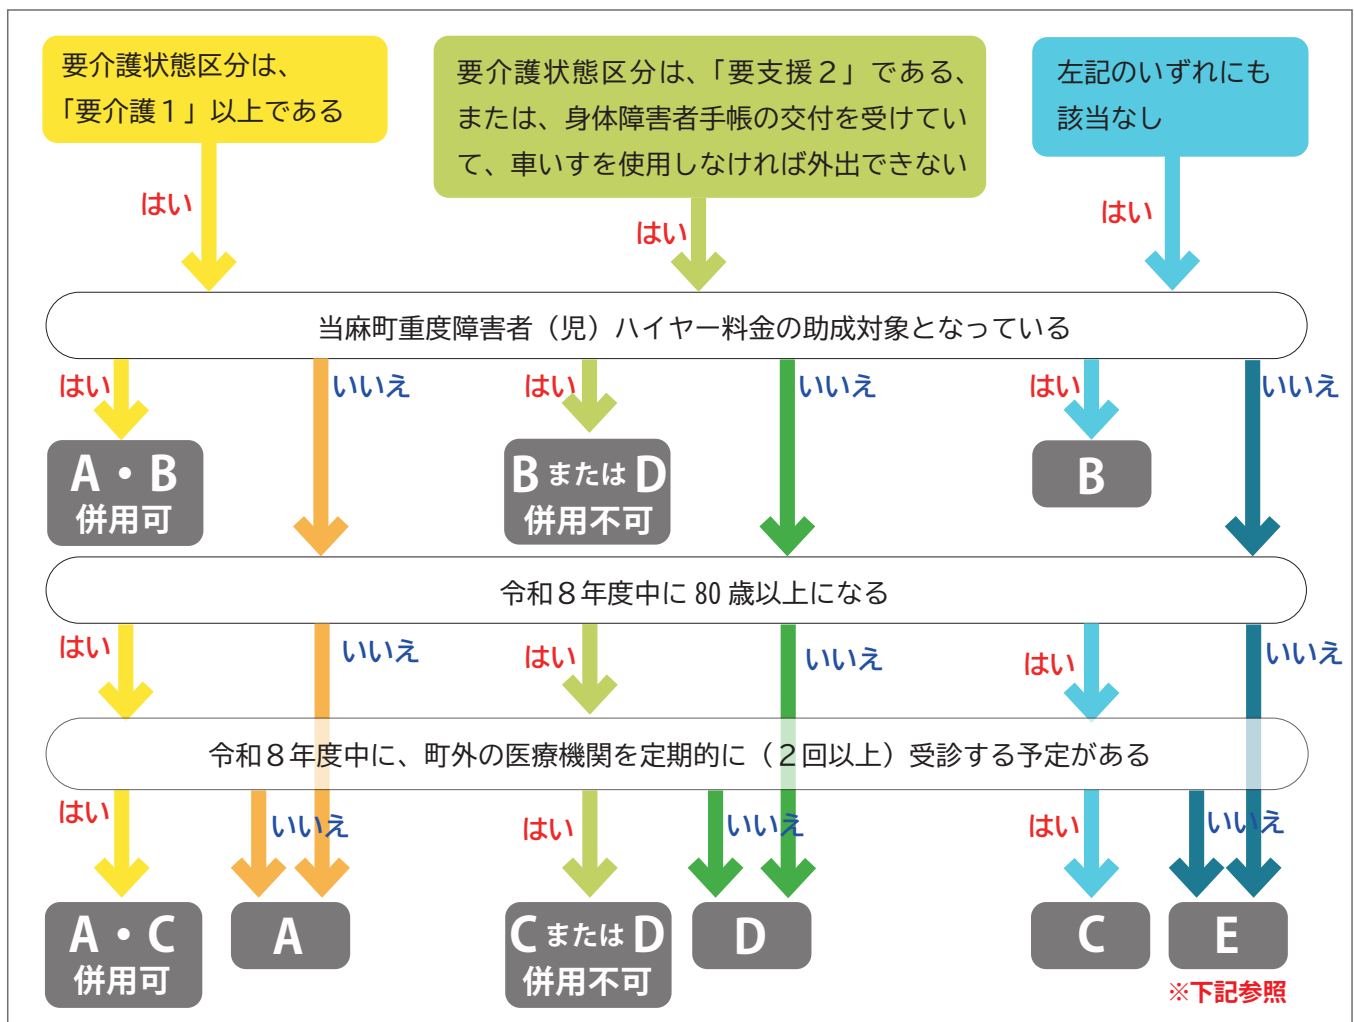 要介護状態区分は、
「要介護１」以上である
要介護状態区分は、「要支援２」である、
または、身体障害者手帳の交付を受けてい
て、車いすを使用しなければ外出できない
左記のいずれにも
該当なし
はい
はい
はい
当麻町重度障害者（児）ハイヤー料金の助成対象となっている
はい
いいえ
はい
いいえ
はい
いいえ
A・B
併用可
B または D
併用不可
B
令和８年度中に 80 歳以上になる
はい
いいえ
はい
いいえ
はい
いいえ
令和８年度中に、町外の医療機関を定期的に（２回以上）受診する予定がある
はい
いいえ
はい
いいえ
はい
いいえ
A・C
併用可
A
C または D
併用不可
D
C
E
※下記参照